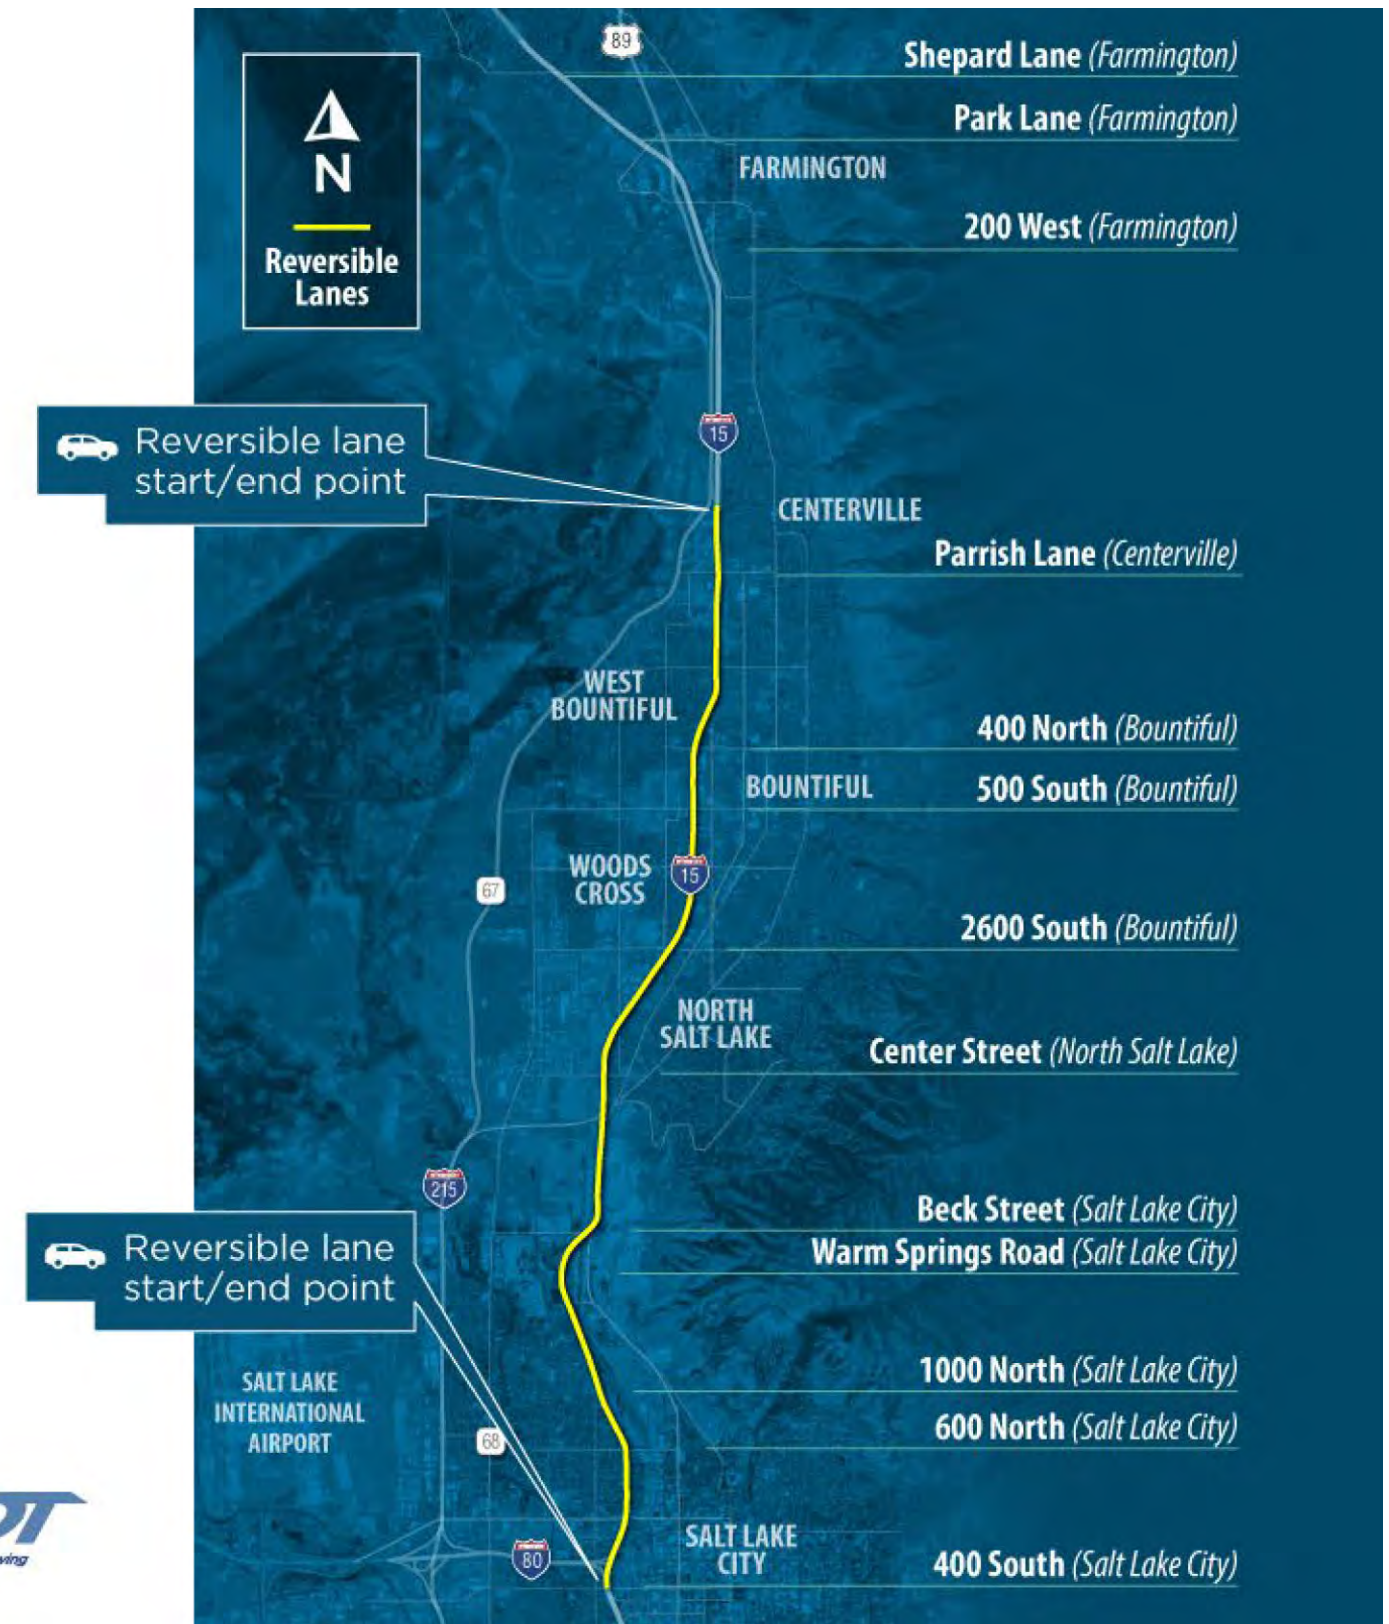 89
Shepard Lane (Farmington)
N
Reversible
Lanes
Park Lane (Farmington)
FARMINGTON
200 West (Farmington)
Reversible lane
start/end point
15
CENTERVILLE
Parrish Lane (Centerville)
WEST
BOUNTIFUL
400 North (Bountiful)
BOUNTIFUL
500 South (Bountiful)
WOODS
CROSS
15
67
2600 South (Bountiful)
NORTH
SALT LAKE
Center Street (North Salt Lake)
215
Beck Street (Salt Lake City)
Reversible lane
start/end point
Warm Springs Road (Salt Lake City)
SALT LAKE
INTERNATIONAL
AIRPORT
1000 North (Salt Lake City)
600 North (Salt Lake City)
68
SALT LAKE
CITY
80
400 South (Salt Lake City)